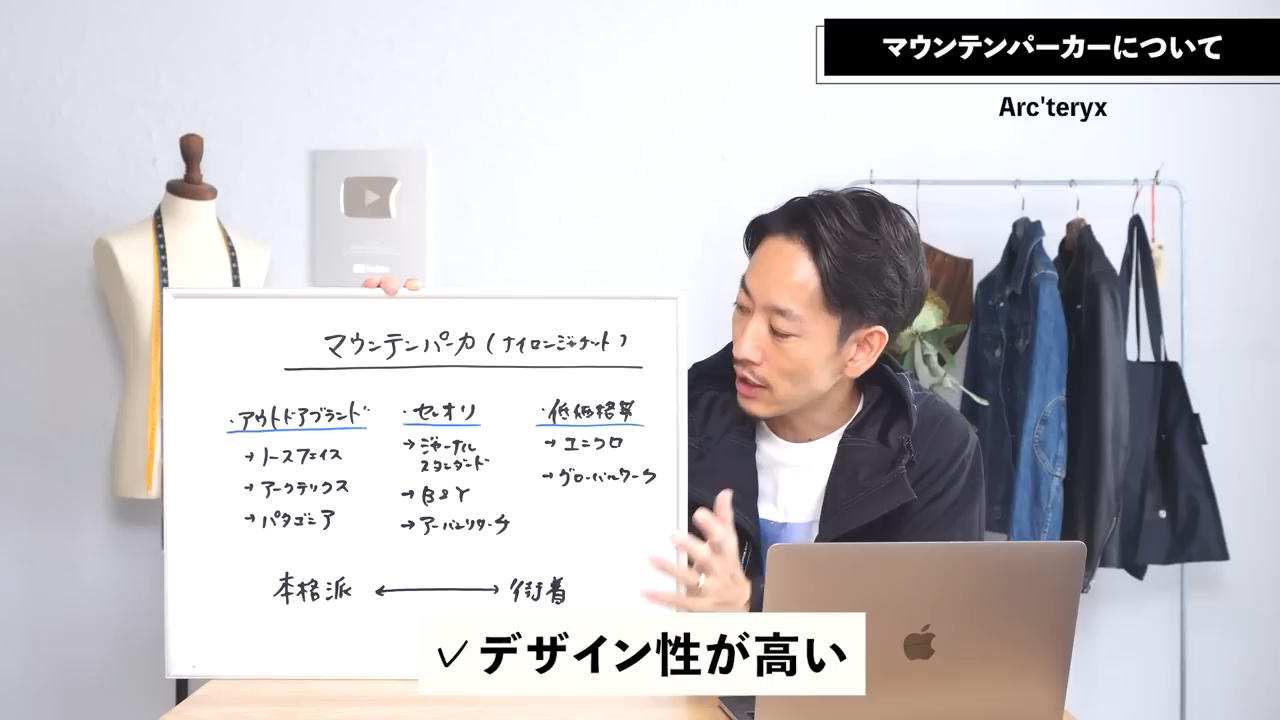 マウンテンパーカーについて
Arc'teryx
マウンテンパーカ(ナイロンジャケット)
・アウトドアブランド
→ノースフェイス
→アークテリクス
→パタゴニア
・セレオリ
→ジャーナル
スタンダード
→B&Y
→アーバンリサーチ
・低価格帯
→ユニクロ
→グローバルワーク
本格派 ←→ 街着
✓デザイン性が高い